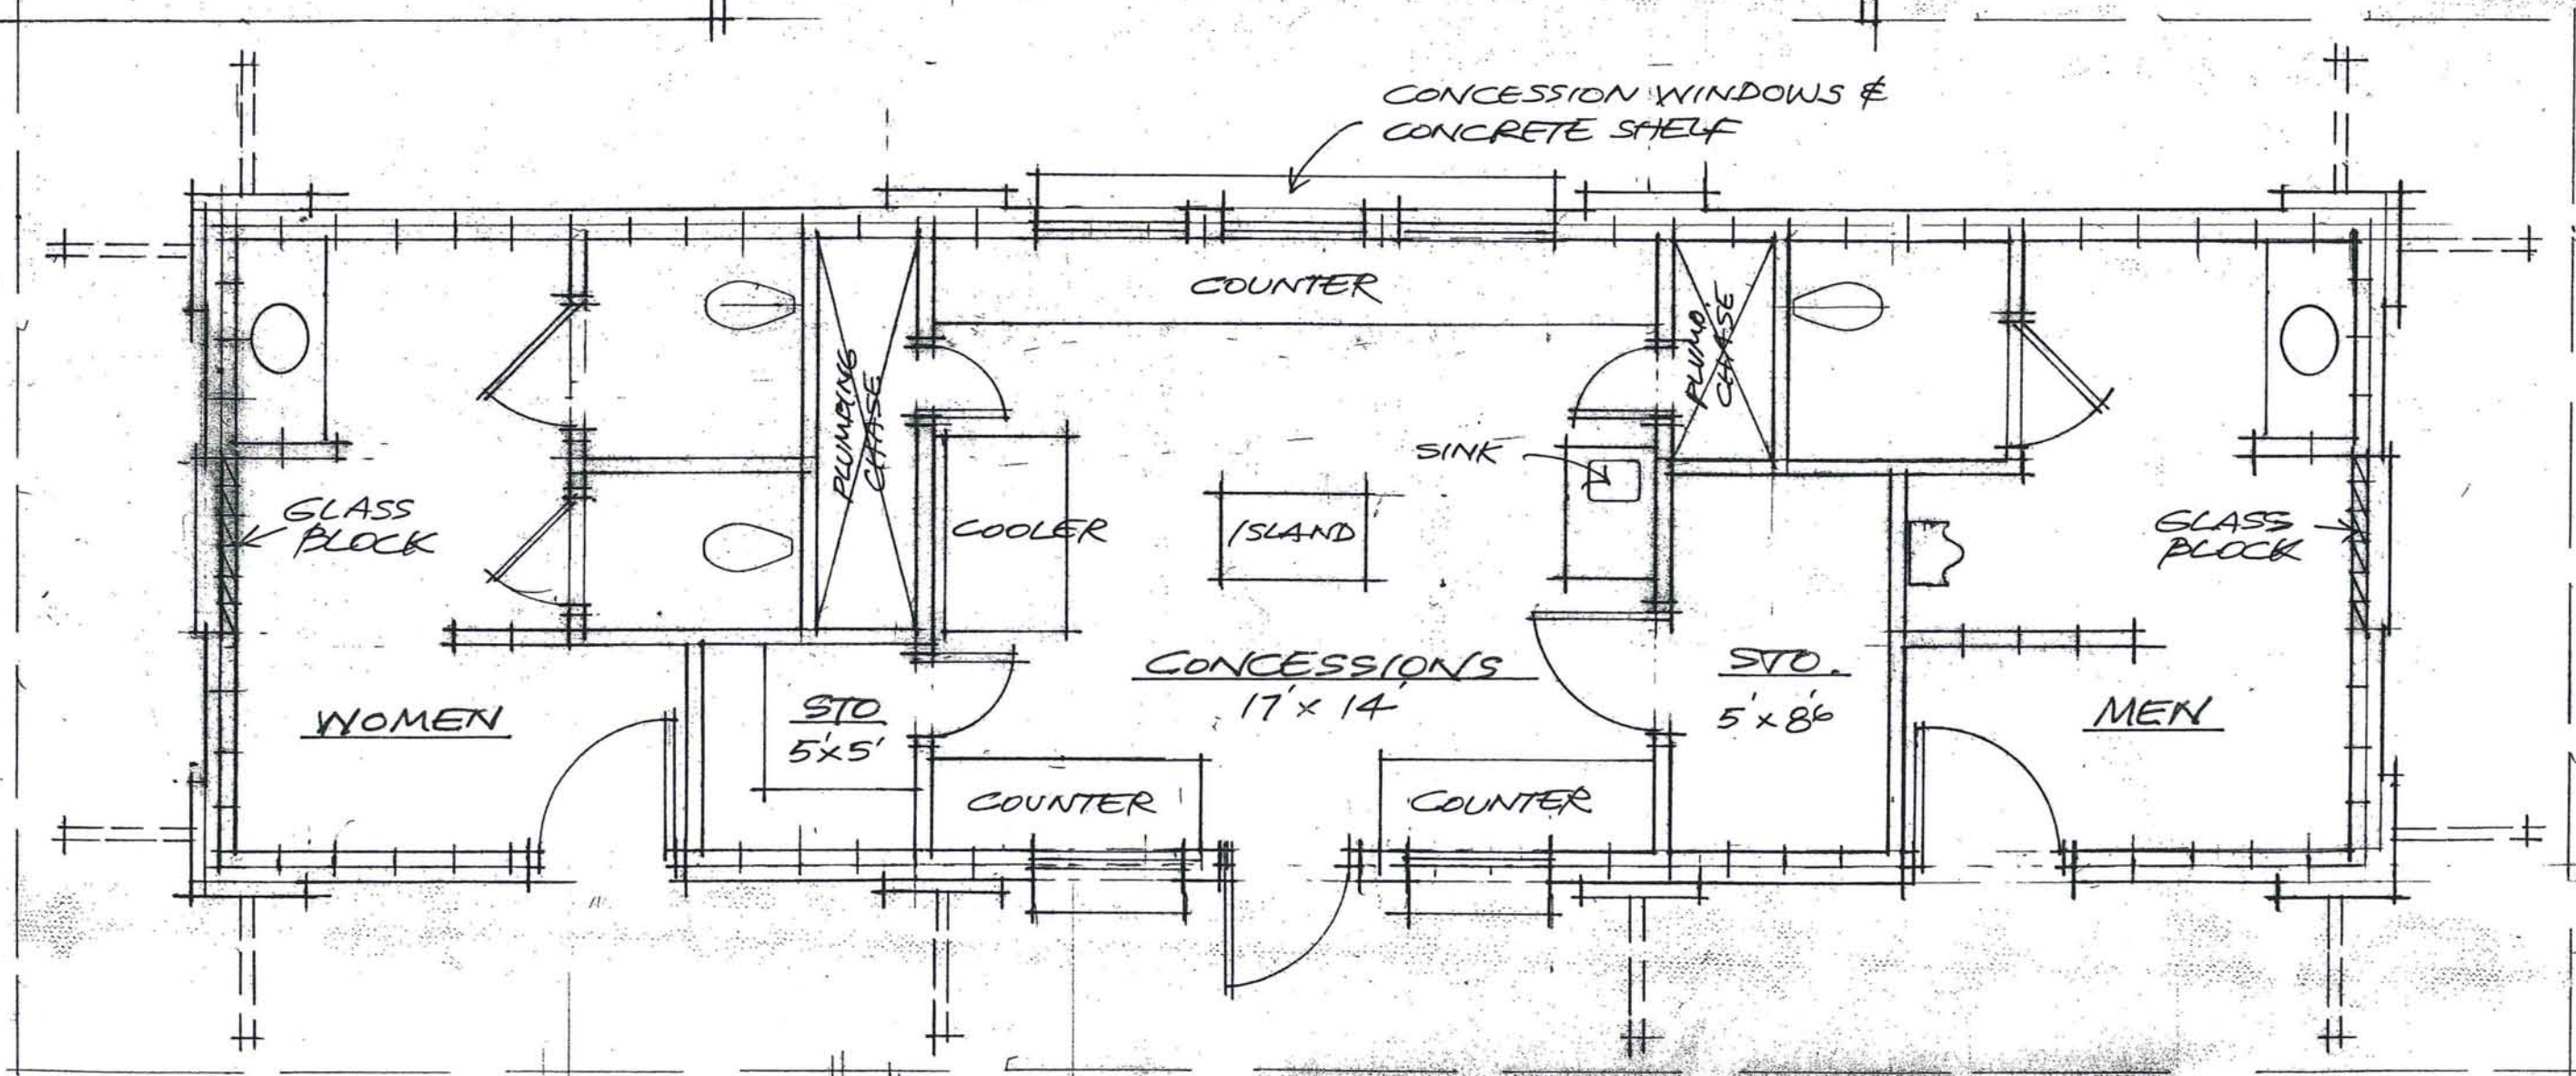 CONCESSION WINDOWS &
CONCRETE SHELF
COUNTER
PLUMBING
CHASE
PLUMB.
CHASE
SINK
GLASS
BLOCK
COOLER
ISLAND
GLASS
BLOCK
CONCESSIONS
17' x 14'
STO.
5' x 8'6
WOMEN
STO
5'x5'
MEN
COUNTER
COUNTER